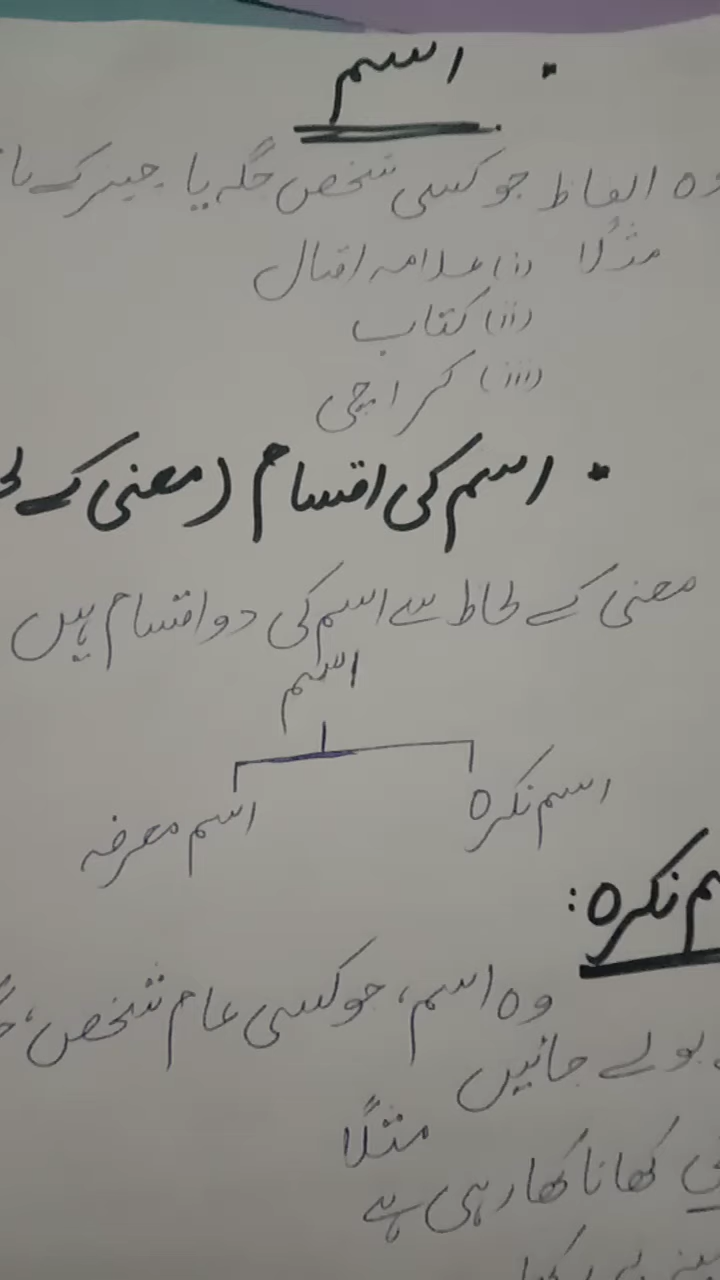 اسم
وہ الفاظ جو کسی شخص جگہ یا چیز کے
مثلاً (i) علامہ اقبال
(ii) کتاب
(iii) کراچی
اسم کی اقسام (معنی کے
معنی کے لحاظ سے اسم کی دو اقسام ہیں
اسم
اسم نکرہ اسم معرفہ
نکرہ:
وہ اسم، جو کسی عام شخص،
بولے جائیں
مثلاً
کھانا کھا رہی ہے